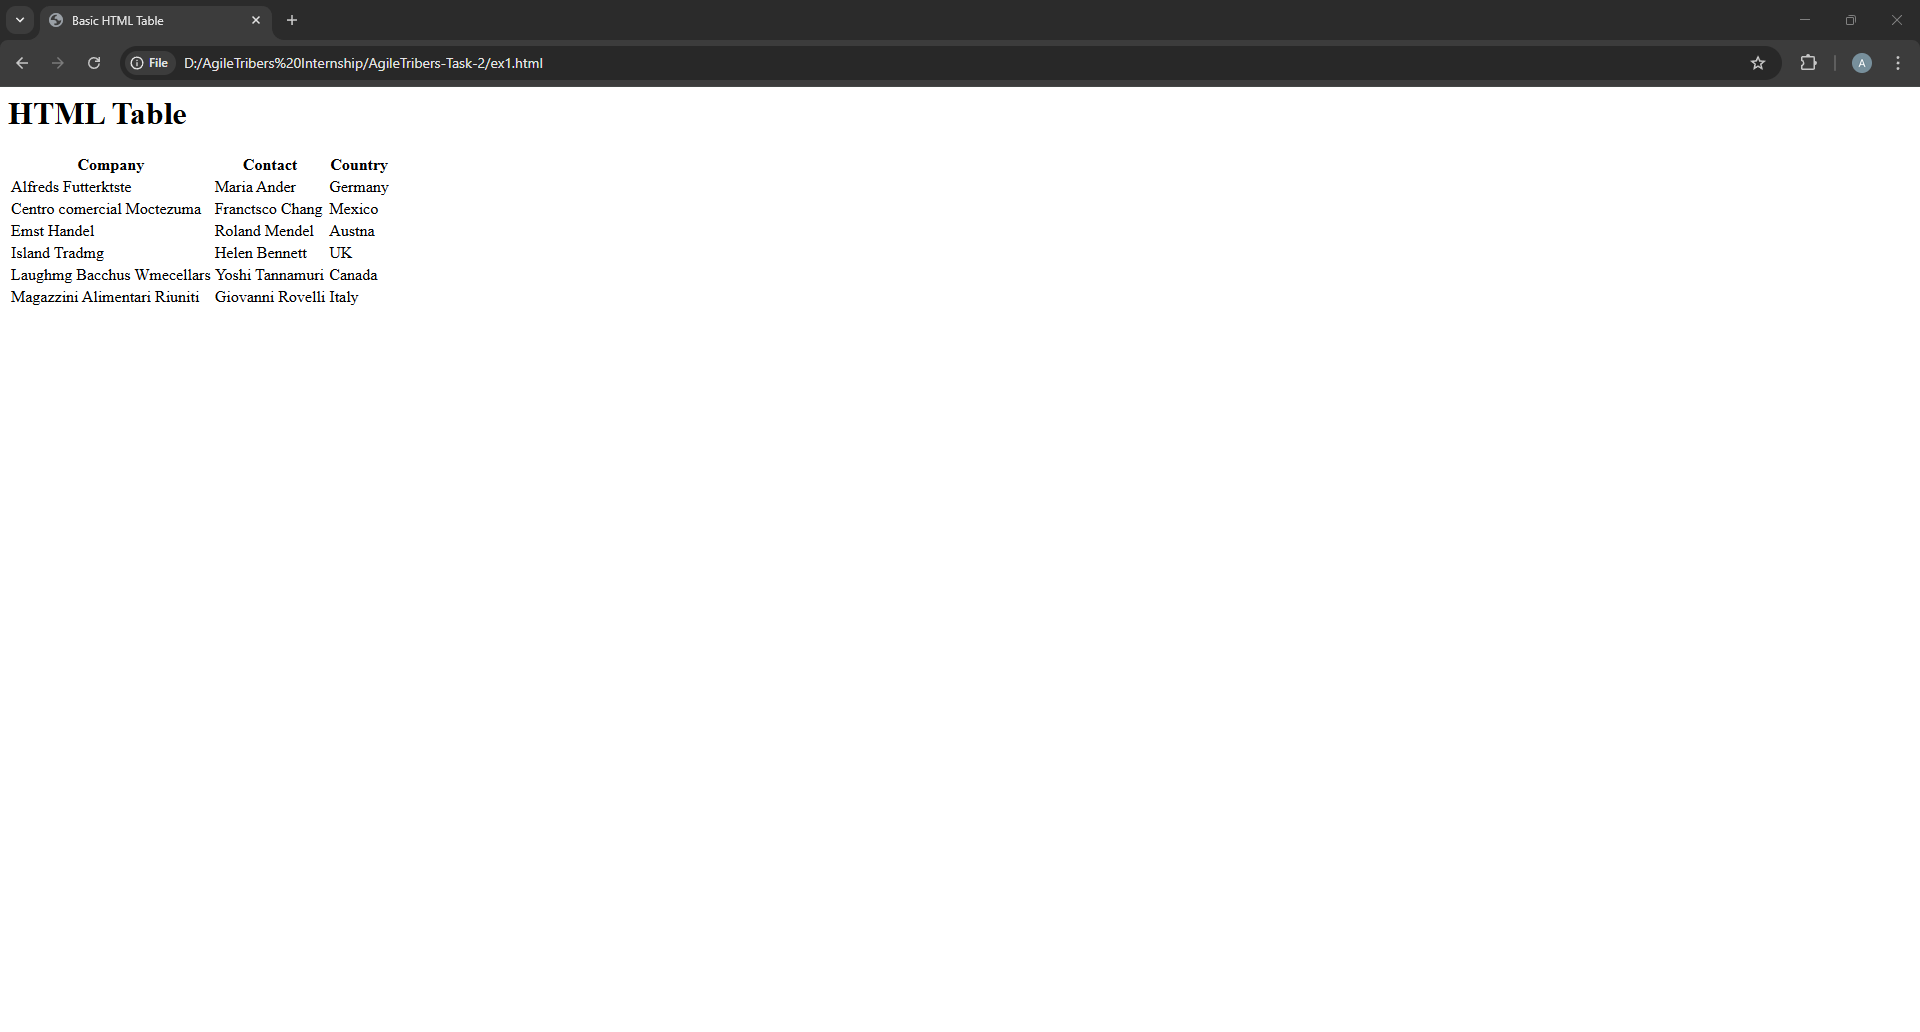 Basic HTML Table
File D:/AgileTribers%20Internship/AgileTribers-Task-2/ex1.html
A
HTML Table
Company Contact Country
Alfreds Futterktste Maria Ander Germany
Centro comercial Moctezuma Franctsco Chang Mexico
Emst Handel Roland Mendel Austna
Island Tradmg Helen Bennett UK
Laughmg Bacchus Wmecellars Yoshi Tannamuri Canada
Magazzini Alimentari Riuniti Giovanni Rovelli Italy